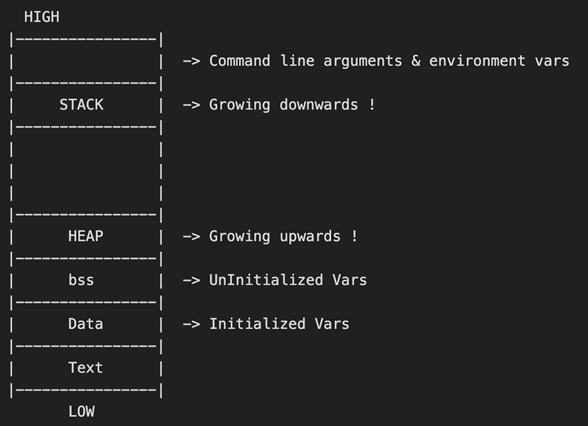 HIGH
|----------------|
|                |  -> Command line arguments & environment vars
|----------------|
|     STACK      |  -> Growing downwards !
|----------------|
|                |
|                |
|                |
|----------------|
|      HEAP      |  -> Growing upwards !
|----------------|
|      bss       |  -> UnInitialized Vars
|----------------|
|      Data      |  -> Initialized Vars
|----------------|
|      Text      |
|----------------|
LOW